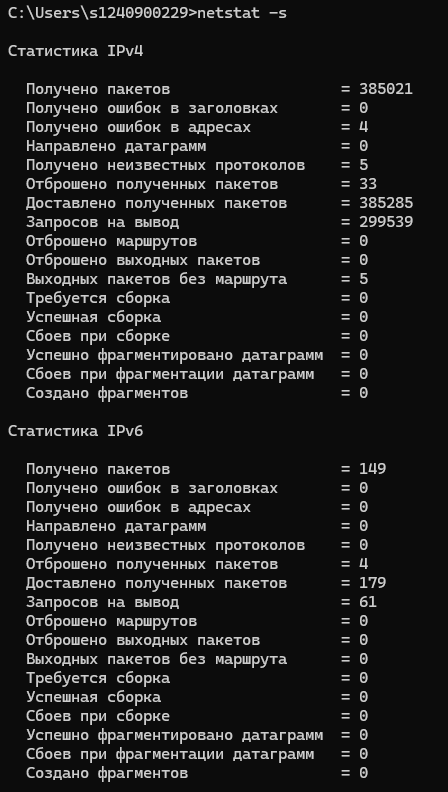 C:\Users\s1240900229>netstat -s
Статистика IPv4
Получено пакетов = 385021
Получено ошибок в заголовках = 0
Получено ошибок в адресах = 4
Направлено датаграмм = 0
Получено неизвестных протоколов = 5
Отброшено полученных пакетов = 33
Доставлено полученных пакетов = 385285
Запросов на вывод = 299539
Отброшено маршрутов = 0
Отброшено выходных пакетов = 0
Выходных пакетов без маршрута = 5
Требуется сборка = 0
Успешная сборка = 0
Сбоев при сборке = 0
Успешно фрагментировано датаграмм = 0
Сбоев при фрагментации датаграмм = 0
Создано фрагментов = 0
Статистика IPv6
Получено пакетов = 149
Получено ошибок в заголовках = 0
Получено ошибок в адресах = 0
Направлено датаграмм = 0
Получено неизвестных протоколов = 0
Отброшено полученных пакетов = 4
Доставлено полученных пакетов = 179
Запросов на вывод = 61
Отброшено маршрутов = 0
Отброшено выходных пакетов = 0
Выходных пакетов без маршрута = 0
Требуется сборка = 0
Успешная сборка = 0
Сбоев при сборке = 0
Успешно фрагментировано датаграмм = 0
Сбоев при фрагментации датаграмм = 0
Создано фрагментов = 0